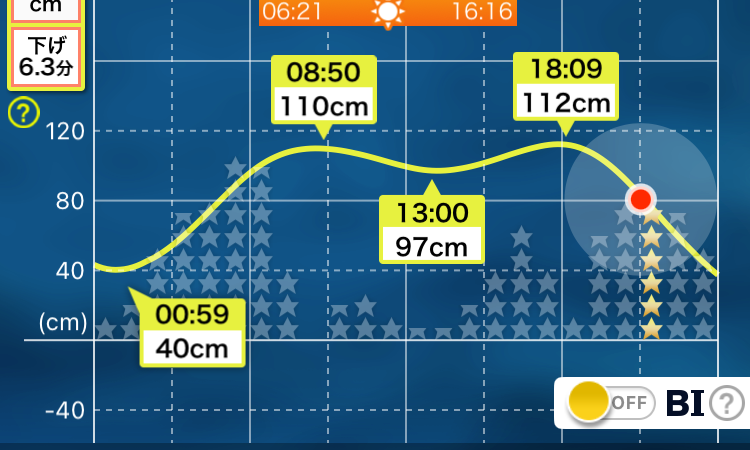 cm
06:21
16:16
下げ
6.3分
?
08:50
110cm
18:09
112cm
120
80
13:00
97cm
40
00:59
40cm
(cm)
-40
OFF
BI
?